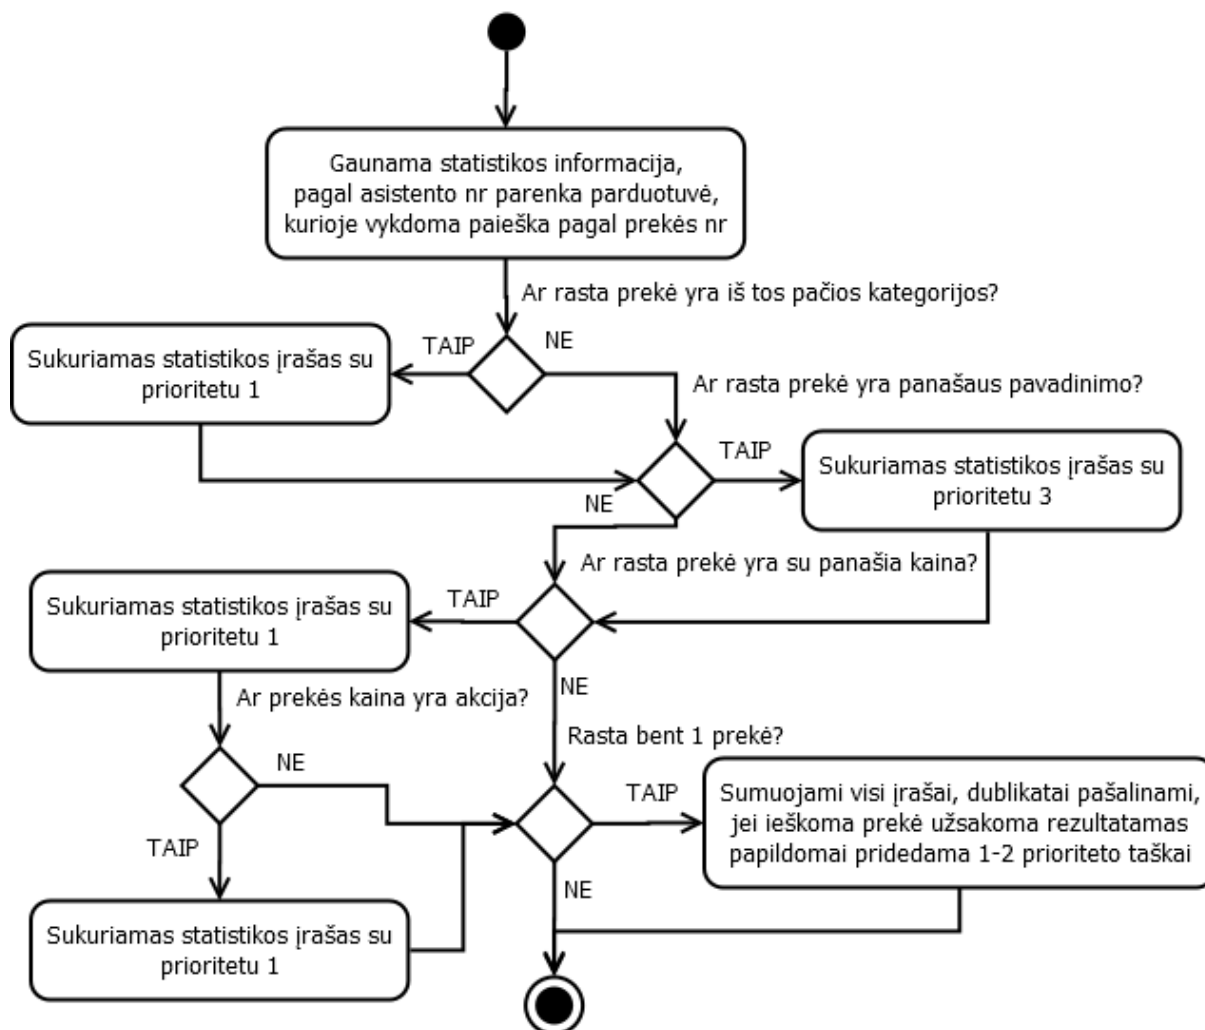 Gaunama statistikos informacija,
pagal asistento nr parenka parduotuvė,
kurioje vykdoma paieška pagal prekės nr
Ar rasta prekė yra iš tos pačios kategorijos?
TAIP
NE
Sukuriamas statistikos įrašas su
prioritetu 1
Ar rasta prekė yra panašaus pavadinimo?
TAIP
NE
Sukuriamas statistikos įrašas su
prioritetu 3
Ar rasta prekė yra su panašia kaina?
TAIP
NE
Sukuriamas statistikos įrašas su
prioritetu 1
Ar prekės kaina yra akcija?
NE
TAIP
Sukuriamas statistikos įrašas su
prioritetu 1
Rasta bent 1 prekė?
TAIP
NE
Sumuojami visi įrašai, dublikatai pašalinami,
jei ieškoma prekė užsakoma rezultatamas
papildomai pridedama 1-2 prioriteto taškai